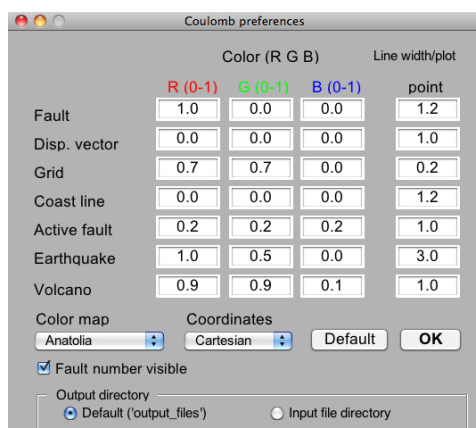 Coulomb preferences
Color (R G B) Line width/plot
R (0-1) G (0-1) B (0-1) point
Fault 1.0 0.0 0.0 1.2
Disp. vector 0.0 0.0 0.0 1.0
Grid 0.7 0.7 0.0 0.2
Coast line 0.0 0.0 0.0 1.2
Active fault 0.2 0.2 0.2 1.0
Earthquake 1.0 0.5 0.0 3.0
Volcano 0.9 0.9 0.1 1.0
Color map Coordinates
Anatolia Cartesian Default OK
Fault number visible
Output directory
Default ('output_files') Input file directory